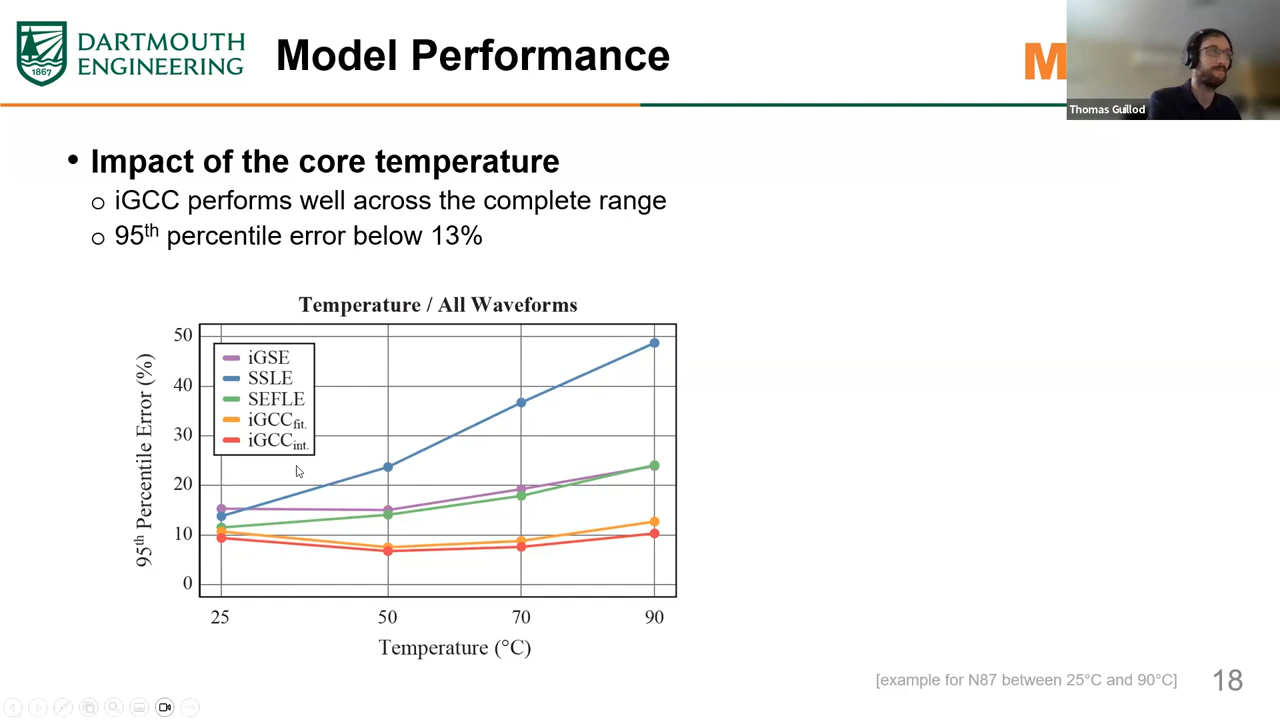 DARTMOUTH
ENGINEERING
1867
Model Performance
M
Thomas Guillod
• Impact of the core temperature
o iGCC performs well across the complete range
o 95th percentile error below 13%
Temperature / All Waveforms
95th Percentile Error (%)
50
40
30
20
10
0
iGSE
SSLE
SEFLE
iGCCfit.
iGCCint.
25 50 70 90
Temperature (°C)
[example for N87 between 25°C and 90°C]
18